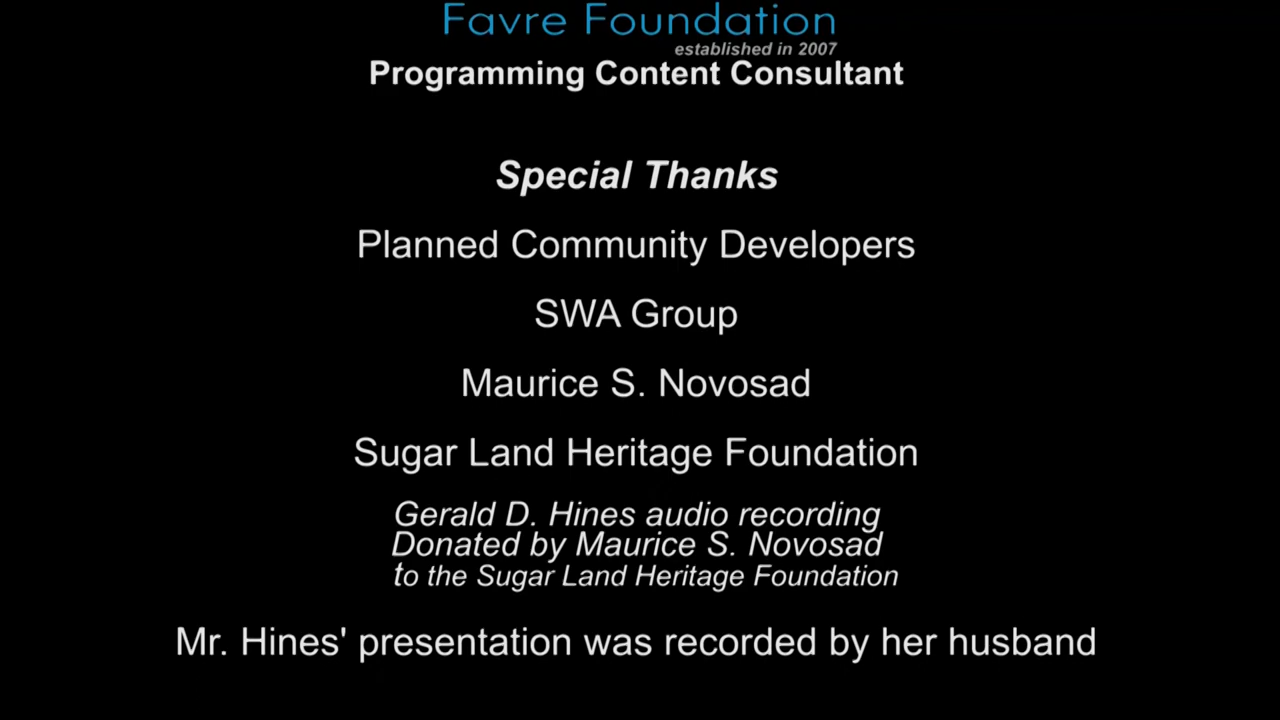 Favre Foundation
established in 2007
Programming Content Consultant
Special Thanks
Planned Community Developers
SWA Group
Maurice S. Novosad
Sugar Land Heritage Foundation
Gerald D. Hines audio recording
Donated by Maurice S. Novosad
to the Sugar Land Heritage Foundation
Mr. Hines' presentation was recorded by her husband